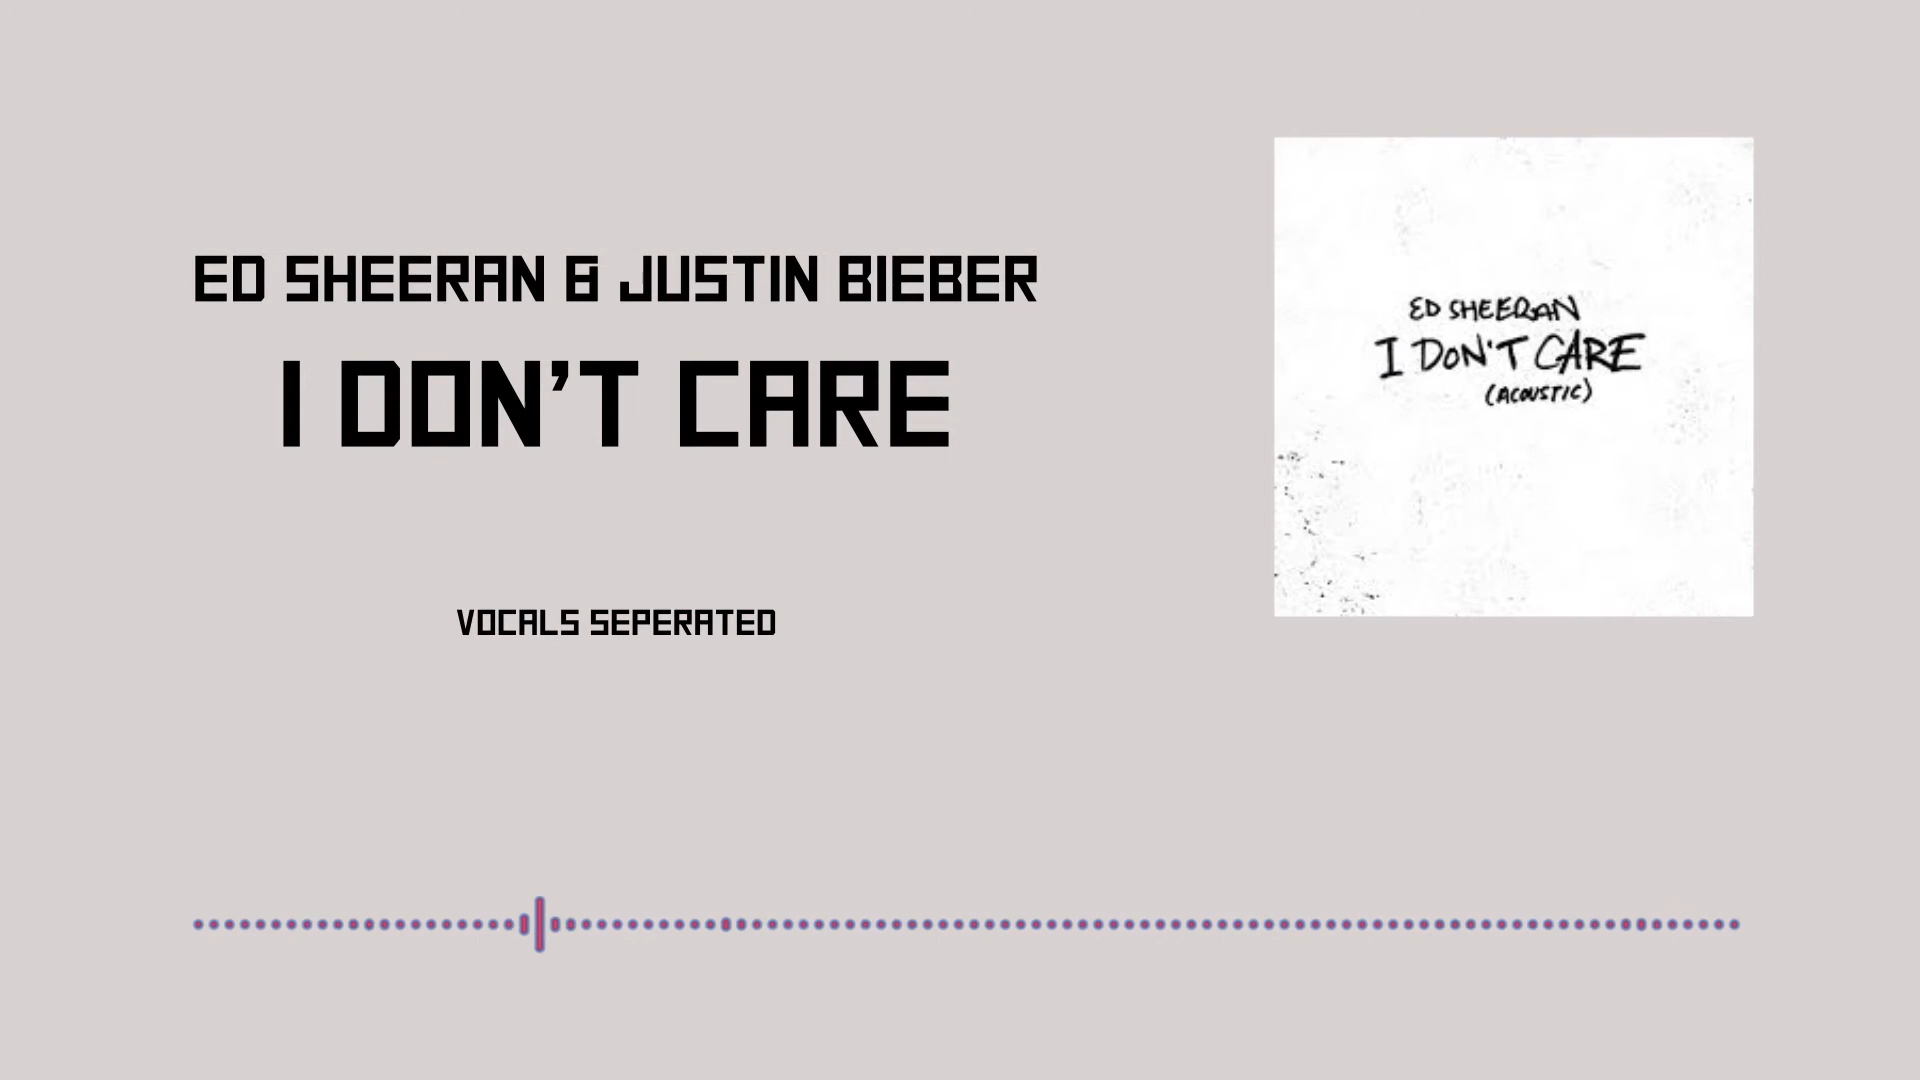 ED SHEERAN & JUSTIN BIEBER
I DON'T CARE
VOCALS SEPERATED
ED SHEERAN
I DON'T CARE
(ACOUSTIC)